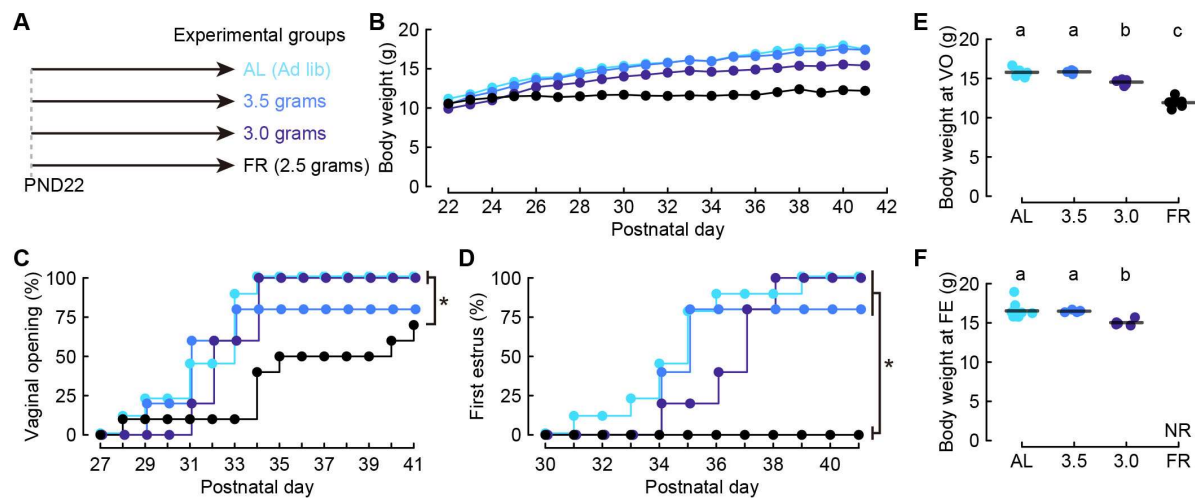 A
Experimental groups
AL (Ad lib)
3.5 grams
3.0 grams
FR (2.5 grams)
PND22
B
Body weight (g)
20
15
10
5
0
22 24 26 28 30 32 34 36 38 40 42
Postnatal day
C
Vaginal opening (%)
100
75
50
25
0
27 29 31 33 35 37 39 41
Postnatal day
*
D
First estrus (%)
100
75
50
25
0
30 32 34 36 38 40
Postnatal day
*
E
Body weight at VO (g)
a a b c
20
15
10
5
0
AL 3.5 3.0 FR
F
Body weight at FE (g)
a a b
20
15
10
5
0
NR
AL 3.5 3.0 FR